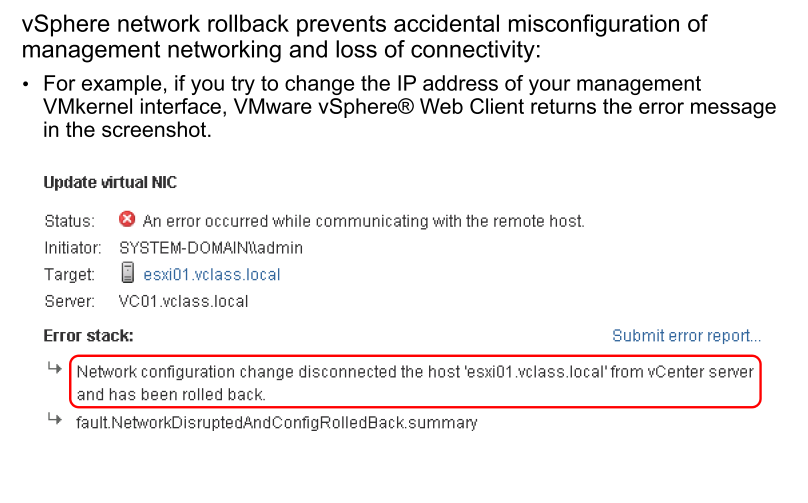 vSphere network rollback prevents accidental misconfiguration of
management networking and loss of connectivity:
• For example, if you try to change the IP address of your management
VMkernel interface, VMware vSphere® Web Client returns the error message
in the screenshot.
Update virtual NIC
Status: An error occurred while communicating with the remote host.
Initiator: SYSTEM-DOMAIN\\admin
Target: esxi01.vclass.local
Server: VC01.vclass.local
Error stack: Submit error report...
Network configuration change disconnected the host 'esxi01.vclass.local' from vCenter server
and has been rolled back.
fault.NetworkDisruptedAndConfigRolledBack.summary